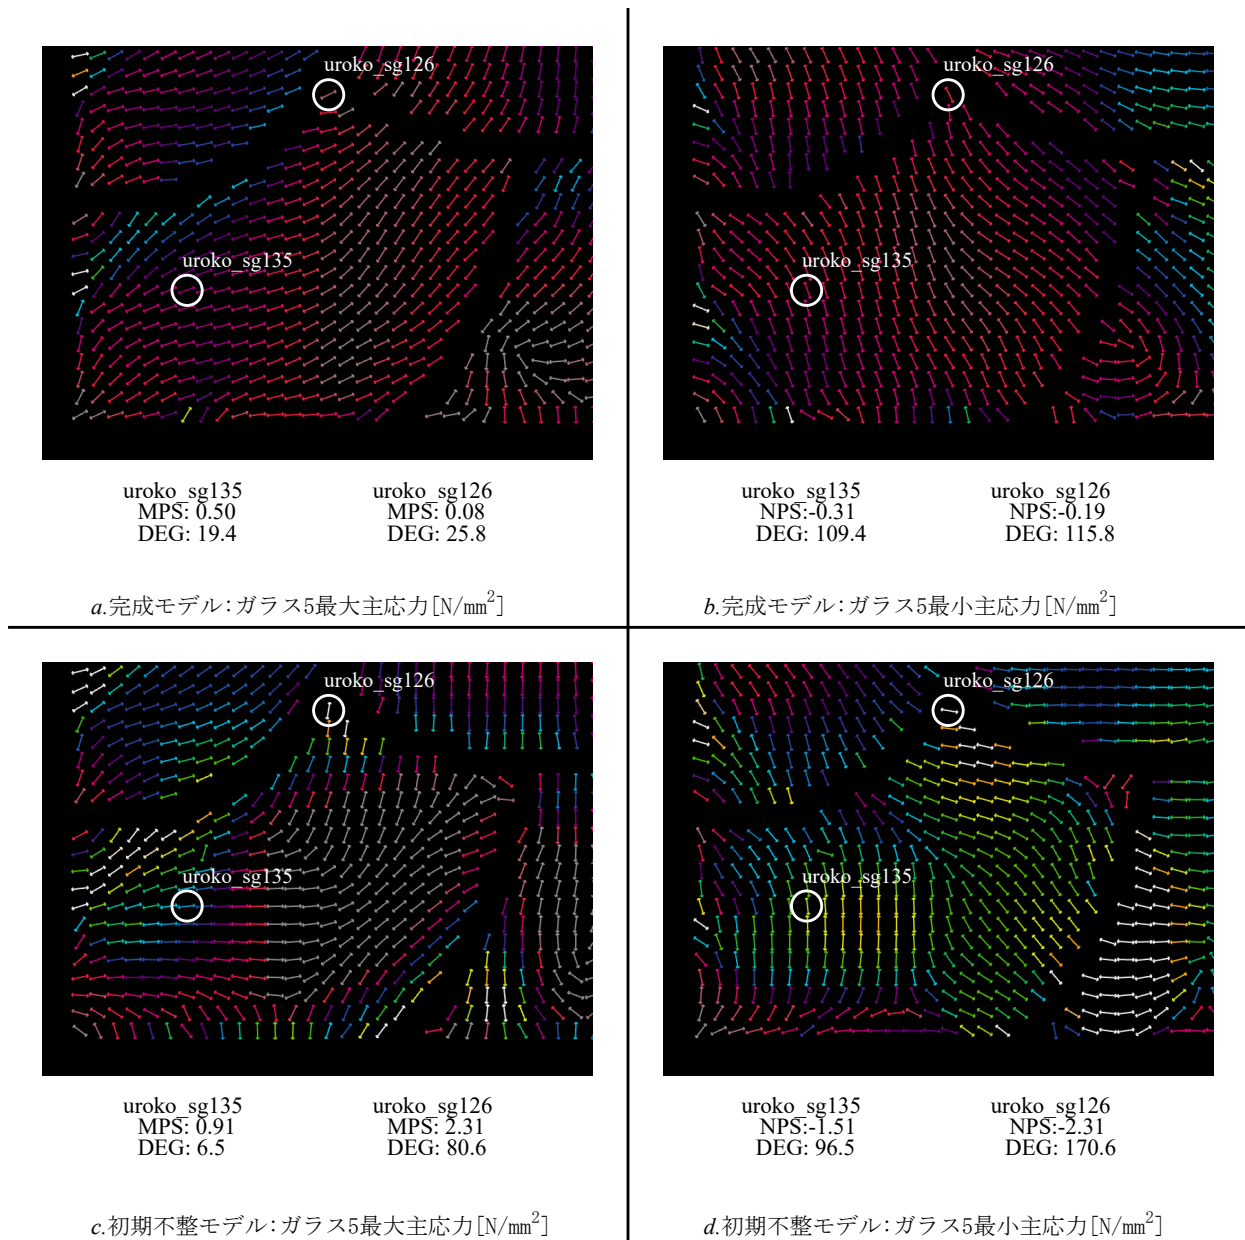 uroko_sg126
uroko_sg135
uroko_sg135
MPS: 0.50
DEG: 19.4
uroko_sg126
MPS: 0.08
DEG: 25.8
a.完成モデル:ガラス5最大主応力[N/mm²]
uroko_sg126
uroko_sg135
uroko_sg135
NPS:-0.31
DEG: 109.4
uroko_sg126
NPS:-0.19
DEG: 115.8
b.完成モデル:ガラス5最小主応力[N/mm²]
uroko_sg126
uroko_sg135
uroko_sg135
MPS: 0.91
DEG: 6.5
uroko_sg126
MPS: 2.31
DEG: 80.6
c.初期不整モデル:ガラス5最大主応力[N/mm²]
uroko_sg126
uroko_sg135
uroko_sg135
NPS:-1.51
DEG: 96.5
uroko_sg126
NPS:-2.31
DEG: 170.6
d.初期不整モデル:ガラス5最小主応力[N/mm²]